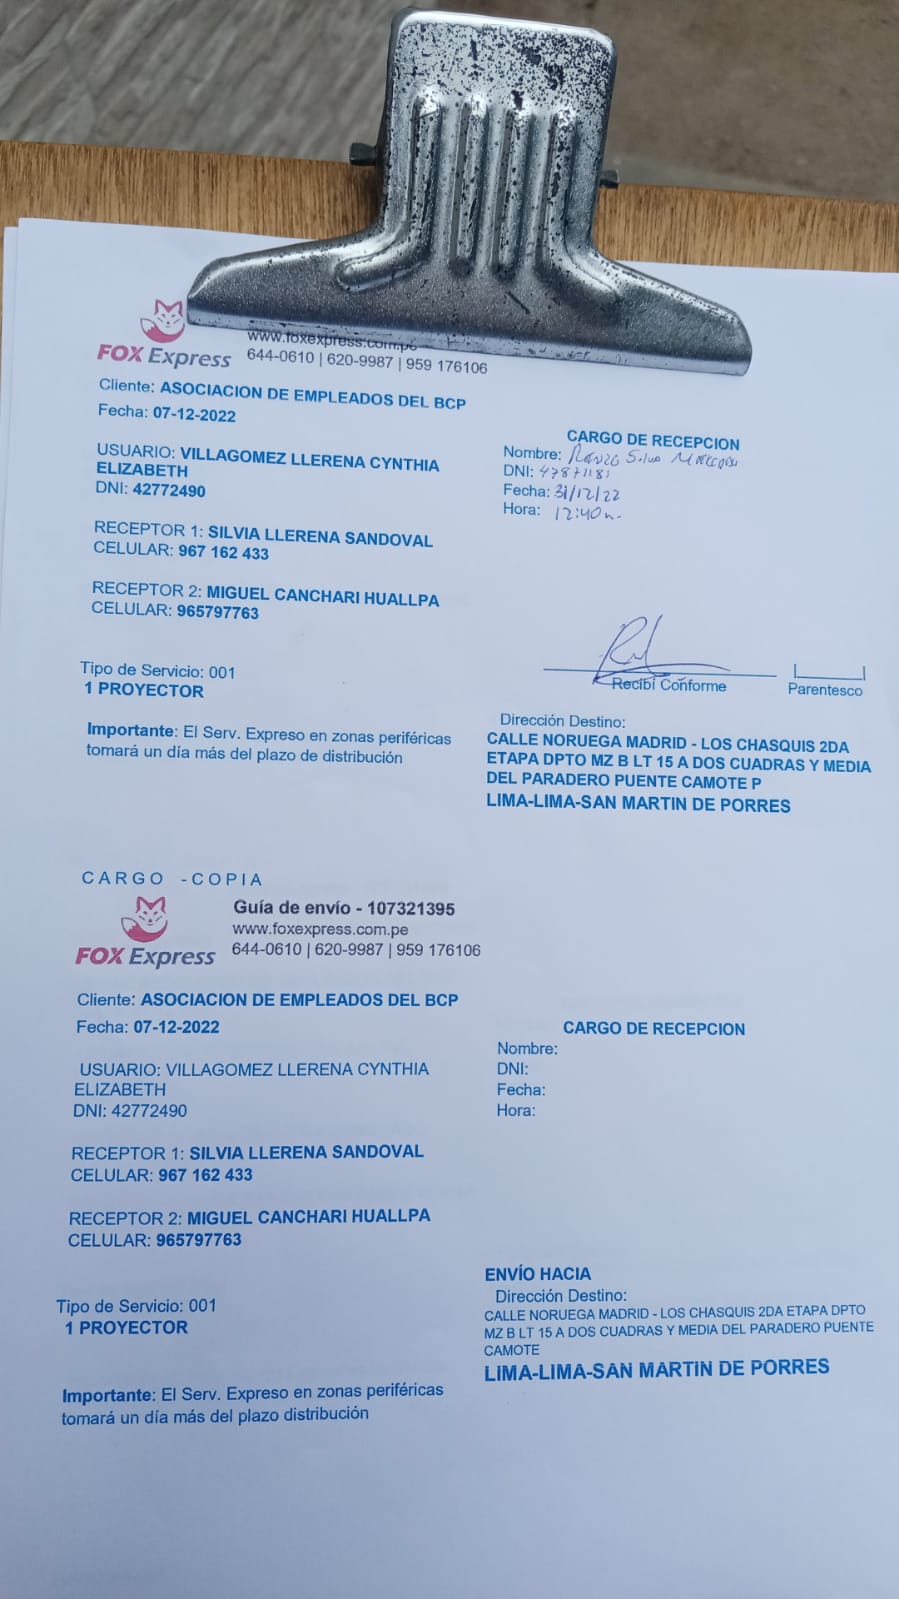 www.foxexpress.com.pe
FOX Express
644-0610 | 620-9987 | 959 176106
Cliente: ASOCIACION DE EMPLEADOS DEL BCP
Fecha: 07-12-2022
USUARIO: VILLAGOMEZ LLERENA CYNTHIA
ELIZABETH
DNI: 42772490
RECEPTOR 1: SILVIA LLERENA SANDOVAL
CELULAR: 967 162 433
RECEPTOR 2: MIGUEL CANCHARI HUALLPA
CELULAR: 965797763
Tipo de Servicio: 001
1 PROYECTOR
Importante: El Serv. Expreso en zonas periféricas
tomará un día más del plazo de distribución
CARGO DE RECEPCION
Nombre: Renzo Silva
DNI: 47871181
Fecha: 31/12/22
Hora: 12:40
Recibí Conforme
Parentesco
Dirección Destino:
CALLE NORUEGA MADRID - LOS CHASQUIS 2DA
ETAPA DPTO MZ B LT 15 A DOS CUADRAS Y MEDIA
DEL PARADERO PUENTE CAMOTE P
LIMA-LIMA-SAN MARTIN DE PORRES
CARGO -COPIA
FOX Express
Guía de envío - 107321395
www.foxexpress.com.pe
644-0610 | 620-9987 | 959 176106
Cliente: ASOCIACION DE EMPLEADOS DEL BCP
Fecha: 07-12-2022
USUARIO: VILLAGOMEZ LLERENA CYNTHIA
ELIZABETH
DNI: 42772490
RECEPTOR 1: SILVIA LLERENA SANDOVAL
CELULAR: 967 162 433
RECEPTOR 2: MIGUEL CANCHARI HUALLPA
CELULAR: 965797763
Tipo de Servicio: 001
1 PROYECTOR
Importante: El Serv. Expreso en zonas periféricas
tomará un día más del plazo distribución
CARGO DE RECEPCION
Nombre:
DNI:
Fecha:
Hora:
ENVÍO HACIA
Dirección Destino:
CALLE NORUEGA MADRID - LOS CHASQUIS 2DA ETAPA DPTO
MZ B LT 15 A DOS CUADRAS Y MEDIA DEL PARADERO PUENTE
CAMOTE
LIMA-LIMA-SAN MARTIN DE PORRES